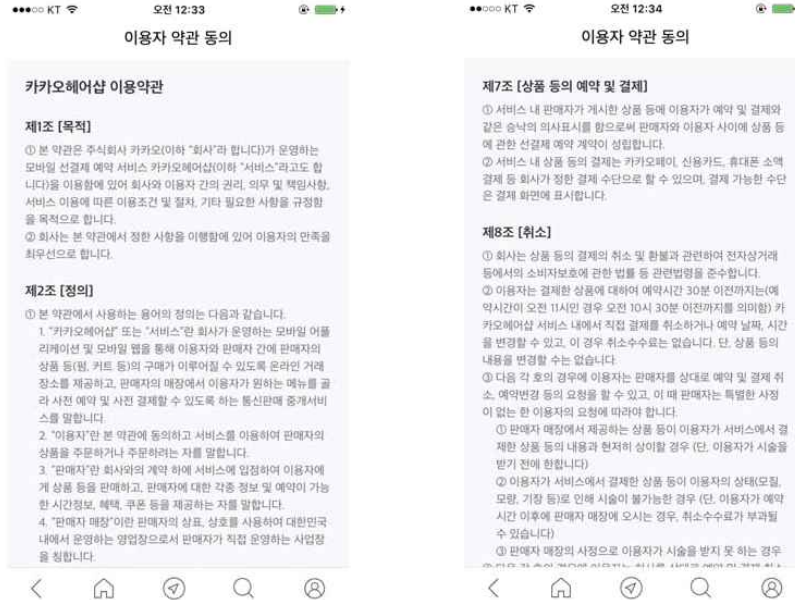 KT
오전 12:33
이용자 약관 동의
카카오헤어샵 이용약관
제1조 [목적]
① 본 약관은 주식회사 카카오(이하 "회사"라 합니다)가 운영하는
모바일 선결제 예약 서비스 카카오헤어샵(이하 "서비스"라고도 합
니다)을 이용함에 있어 회사와 이용자 간의 권리, 의무 및 책임사항,
서비스 이용에 따른 이용조건 및 절차, 기타 필요한 사항을 규정함
을 목적으로 합니다.
② 회사는 본 약관에서 정한 사항을 이행함에 있어 이용자의 만족을
최우선으로 합니다.
제2조 [정의]
① 본 약관에서 사용하는 용어의 정의는 다음과 같습니다.
1. "카카오헤어샵" 또는 "서비스"란 회사가 운영하는 모바일 어플
리케이션 및 모바일 웹을 통해 이용자와 판매자 간에 판매자의
상품 등(펌, 커트 등)의 구매가 이루어질 수 있도록 온라인 거래
장소를 제공하고, 판매자의 매장에서 이용자가 원하는 메뉴를 골
라 사전 예약 및 사전 결제할 수 있도록 하는 통신판매 중개서비
스를 말합니다.
2. "이용자"란 본 약관에 동의하고 서비스를 이용하여 판매자의
상품을 주문하거나 주문하려는 자를 말합니다.
3. "판매자"란 회사와의 계약 하에 서비스에 입점하여 이용자에
게 상품 등을 판매하고, 판매자에 대한 각종 정보 및 예약이 가능
한 시간정보, 혜택, 쿠폰 등을 제공하는 자를 말합니다.
4. "판매자 매장"이란 판매자의 상표, 상호를 사용하여 대한민국
내에서 운영하는 영업장으로서 판매자가 직접 운영하는 사업장
을 칭합니다.
KT
오전 12:34
이용자 약관 동의
제7조 [상품 등의 예약 및 결제]
① 서비스 내 판매자가 게시한 상품 등에 이용자가 예약 및 결제와
같은 승낙의 의사표시를 함으로써 판매자와 이용자 사이에 상품 등
에 관한 선결제 예약 계약이 성립합니다.
② 서비스 내 상품 등의 결제는 카카오페이, 신용카드, 휴대폰 소액
결제 등 회사가 정한 결제 수단으로 할 수 있으며, 결제 가능한 수단
은 결제 화면에 표시합니다.
제8조 [취소]
① 회사는 상품 등의 결제의 취소 및 환불과 관련하여 전자상거래
등에서의 소비자보호에 관한 법률 등 관련법령을 준수합니다.
② 이용자는 결제한 상품에 대하여 예약시간 30분 이전까지는(예
약시간이 오전 11시인 경우 오전 10시 30분 이전까지를 의미함) 카
카오헤어샵 서비스 내에서 직접 결제를 취소하거나 예약 날짜, 시간
을 변경할 수 있고, 이 경우 취소수수료는 없습니다. 단, 상품 등의
내용을 변경할 수는 없습니다.
③ 다음 각 호의 경우에 이용자는 판매자를 상대로 예약 및 결제 취
소, 예약변경 등의 요청을 할 수 있고, 이 때 판매자는 특별한 사정
이 없는 한 이용자의 요청에 따라야 합니다.
① 판매자 매장에서 제공하는 상품 등이 이용자가 서비스에서 결
제한 상품 등의 내용과 현저히 상이할 경우 (단, 이용자가 시술을
받기 전에 한합니다)
② 이용자가 서비스에서 결제한 상품 등이 이용자의 상태(모질,
모량, 기장 등)로 인해 시술이 불가능한 경우 (단, 이용자가 예약
시간 이후에 판매자 매장에 오시는 경우, 취소수수료가 부과될
수 있습니다)
③ 판매자 매장의 사정으로 이용자가 시술을 받지 못 하는 경우